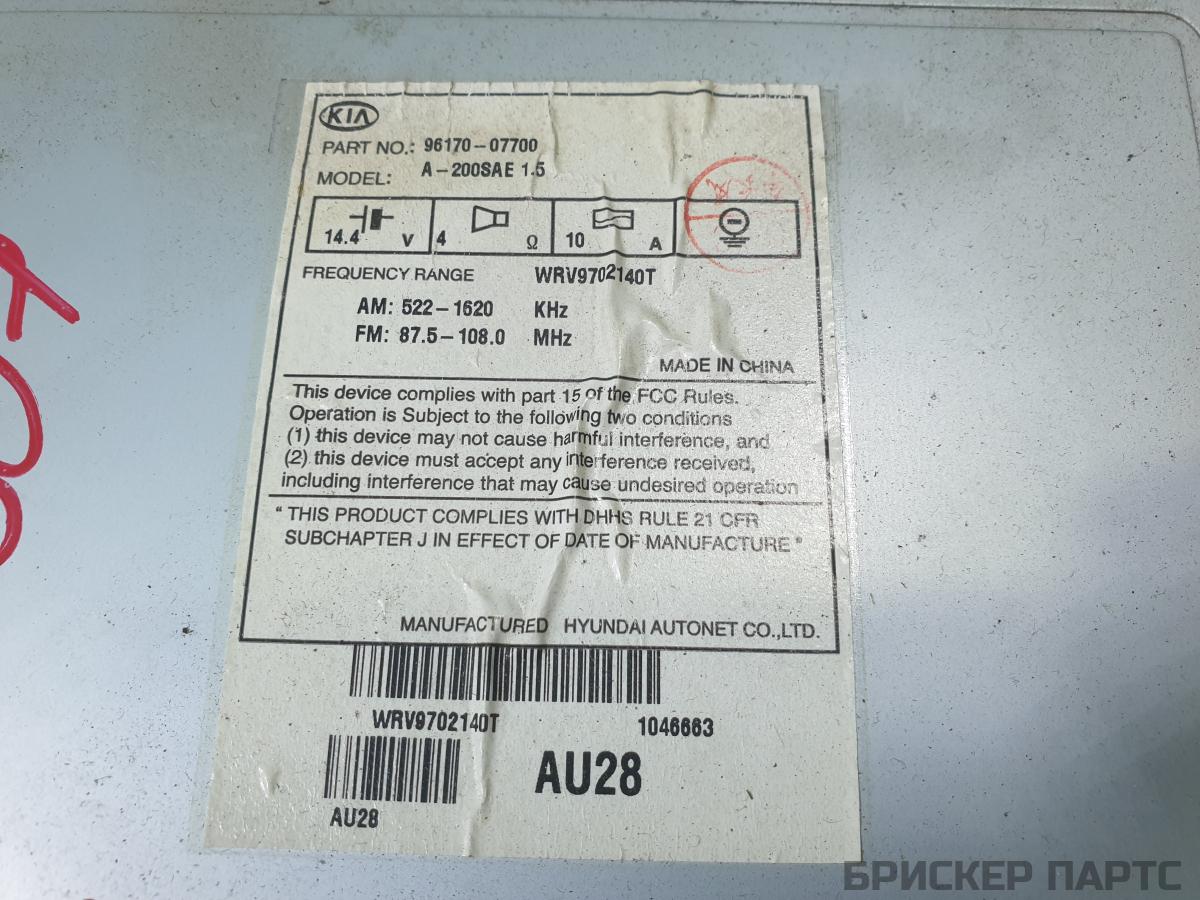 KIA
PART NO.: 96170-07700
MODEL: A-200SAE 1.5
14.4 V 4 Ω 10 A
FREQUENCY RANGE WRV9702140T
AM: 522-1620 KHz
FM: 87.5-108.0 MHz
MADE IN CHINA
This device complies with part 15 of the FCC Rules.
Operation is Subject to the following two conditions
(1) this device may not cause harmful interference, and
(2) this device must accept any interference received,
including interference that may cause undesired operation
" THIS PRODUCT COMPLIES WITH DHHS RULE 21 CFR
SUBCHAPTER J IN EFFECT OF DATE OF MANUFACTURE "
MANUFACTURED HYUNDAI AUTONET CO.,LTD.
WRV9702140T 1046663
AU28
AU28
БРИСКЕР ПАРТС